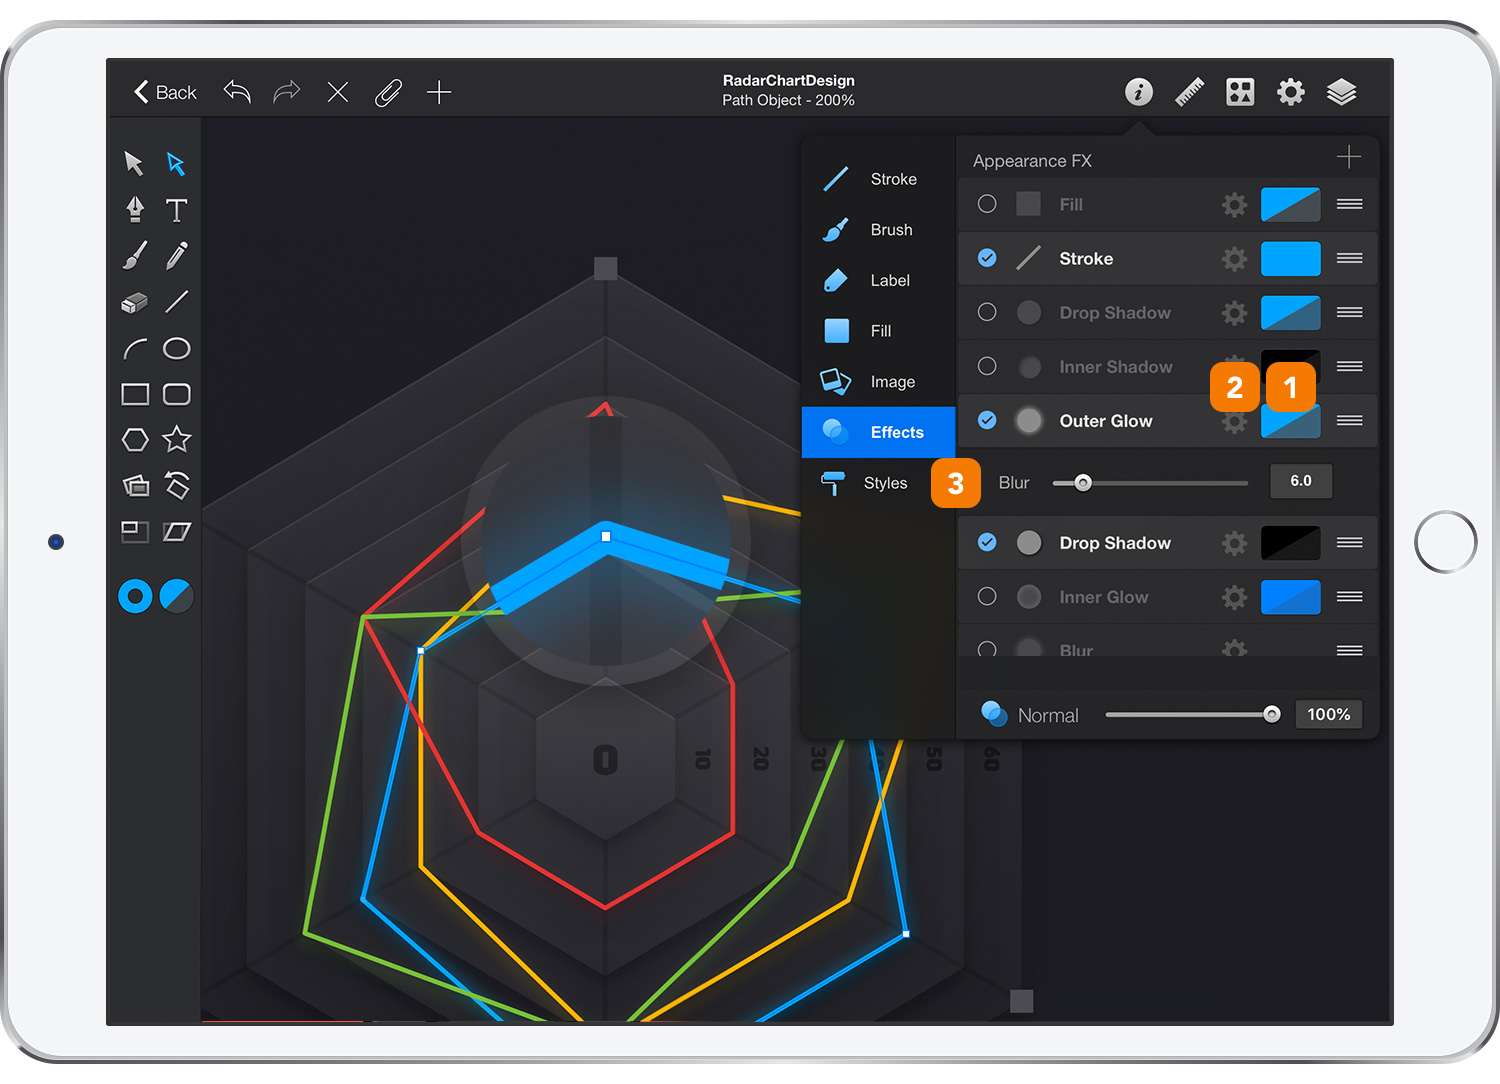 Back
RadarChartDesign
Path Object - 200%
i
T
Stroke
Brush
Label
Fill
Image
Effects
Styles
Appearance FX
Fill
Stroke
Drop Shadow
Inner Shadow
2
1
Outer Glow
3
Blur
6.0
Drop Shadow
Inner Glow
Blur
Normal
100%
0
10
20
30
50
60